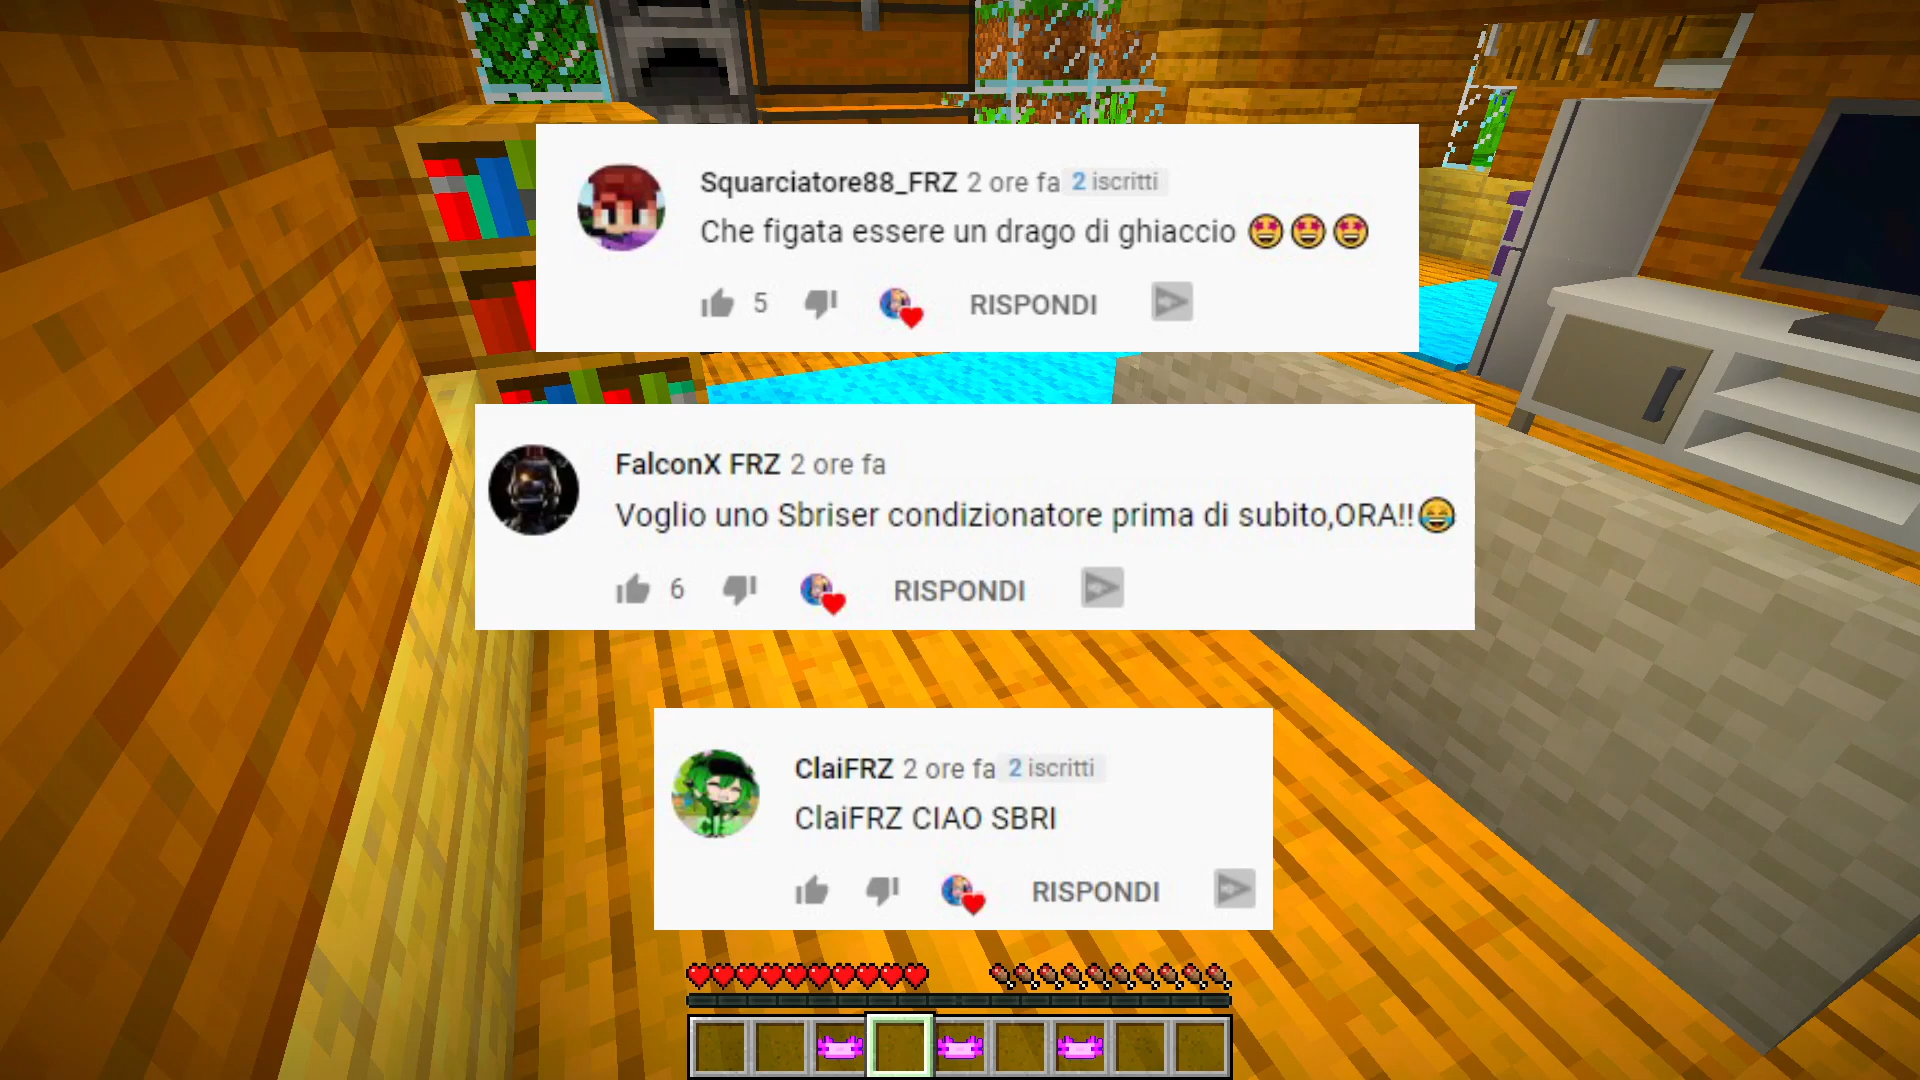 Squarciatore88_FRZ 2 ore fa 2 iscritti
Che figata essere un drago di ghiaccio 🤩🤩🤩
5 RISPONDI
FalconX FRZ 2 ore fa
Voglio uno Sbriser condizionatore prima di subito,ORA!!😂
6 RISPONDI
ClaiFRZ 2 ore fa 2 iscritti
ClaiFRZ CIAO SBRI
RISPONDI